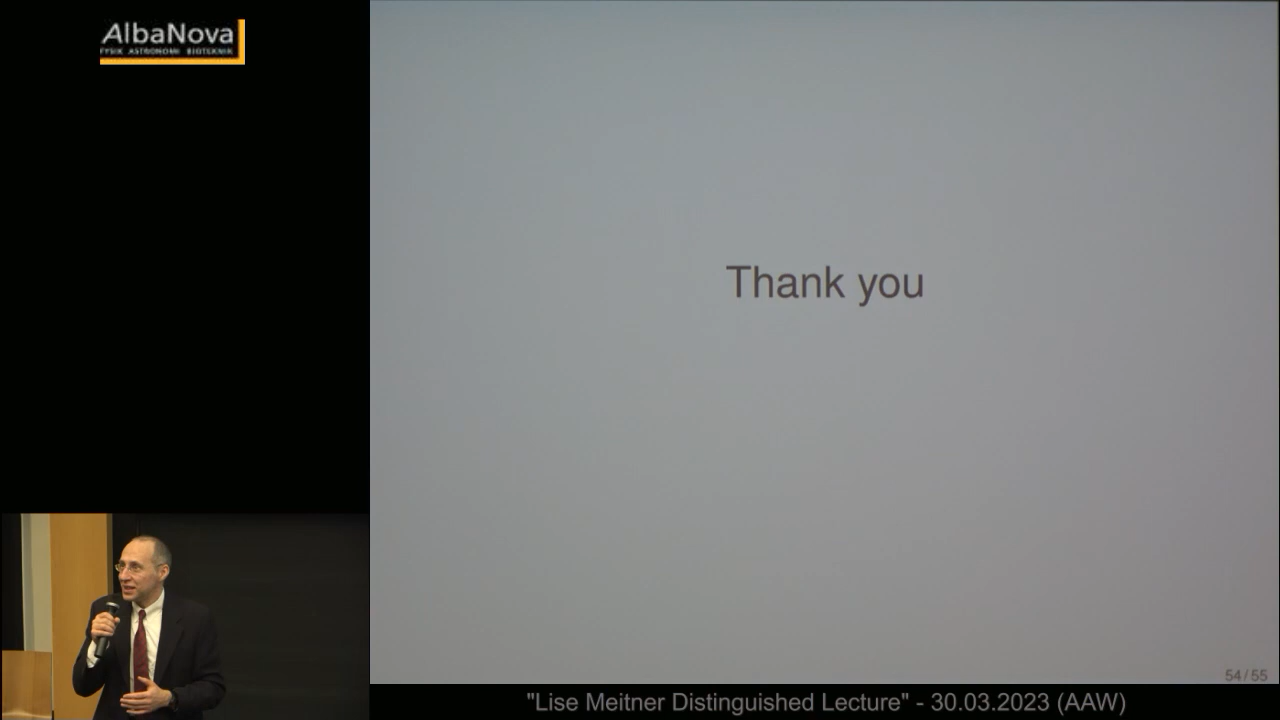 AlbaNova
FYSIK ASTRONOMI BIOTEKNIK
Thank you
54/55
"Lise Meitner Distinguished Lecture" - 30.03.2023 (AAW)